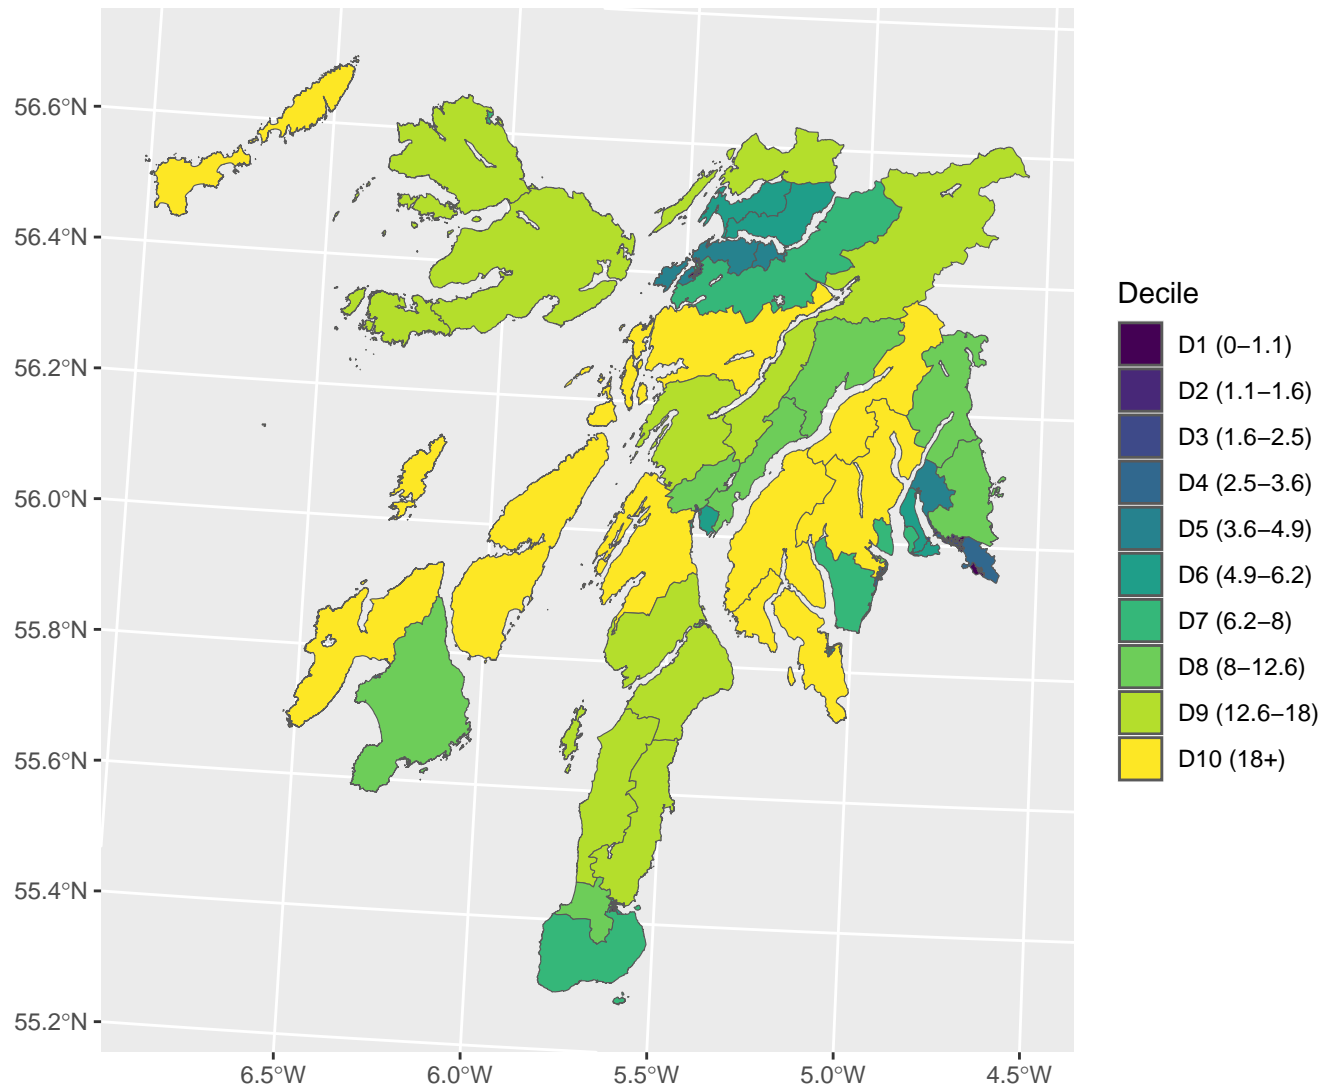 56.6°N
56.4°N
56.2°N
56.0°N
55.8°N
55.6°N
55.4°N
55.2°N
6.5°W
6.0°W
5.5°W
5.0°W
4.5°W
Decile
D1 (0−1.1)
D2 (1.1−1.6)
D3 (1.6−2.5)
D4 (2.5−3.6)
D5 (3.6−4.9)
D6 (4.9−6.2)
D7 (6.2−8)
D8 (8−12.6)
D9 (12.6−18)
D10 (18+)